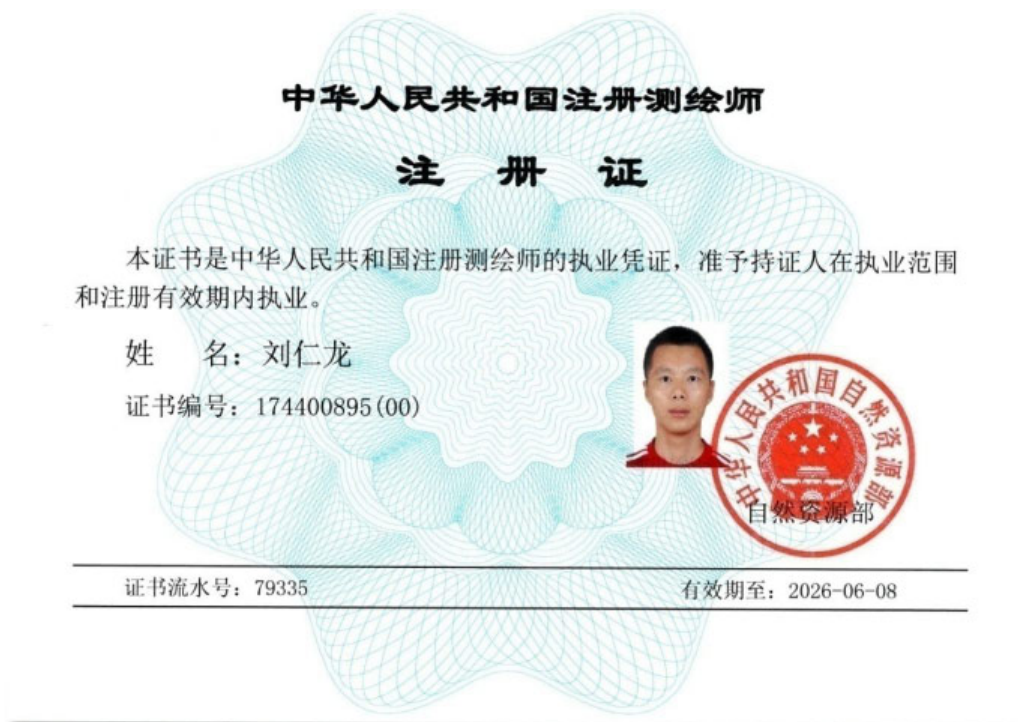 中华人民共和国注册测绘师
注 册 证
本证书是中华人民共和国注册测绘师的执业凭证，准予持证人在执业范围
和注册有效期内执业。
姓 名：刘仁龙
证书编号：174400895(00)
中华人民共和国自然资源部
自然资源部
证书流水号：79335
有效期至：2026-06-08